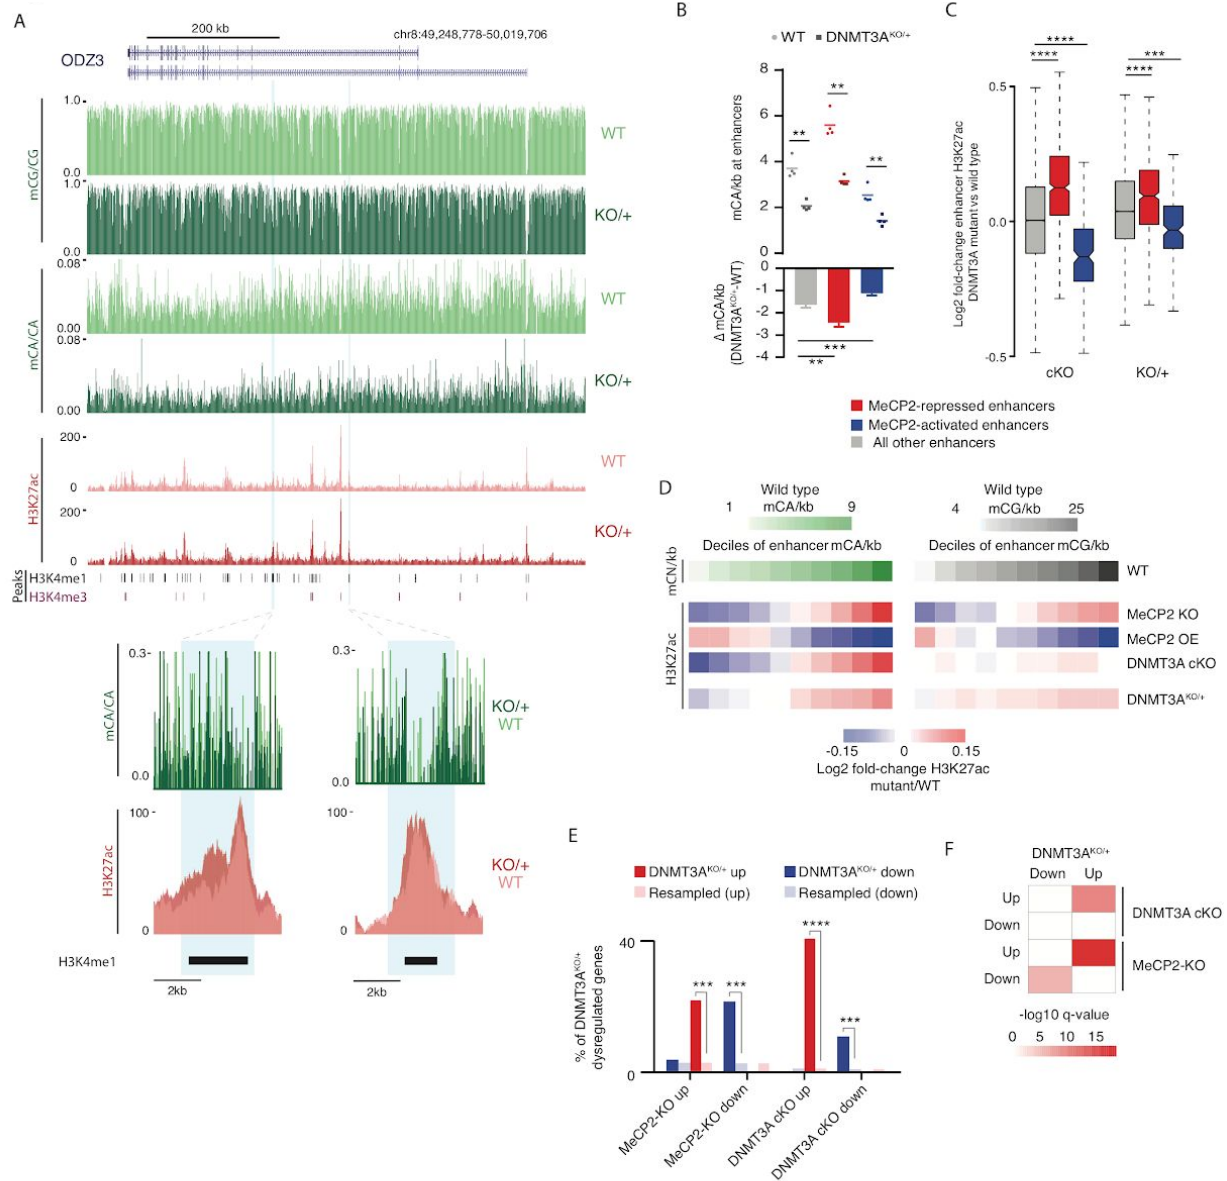 A
200 kb
chr8:49,248,778-50,019,706
ODZ3
mCG/CG
1.0
WT
0.0
1.0
KO/+
0.0
mCA/CA
0.08
WT
0.00
0.08
KO/+
0.00
H3K27ac
200
WT
0
200
KO/+
0
Peaks
H3K4me1
H3K4me3
mCA/CA
0.3
0.3
KO/+
WT
0.0
0.0
H3K27ac
100
100
KO/+
WT
0
0
H3K4me1
2kb
2kb
B
WT
DNMT3A KO/+
mCA/kb at enhancers
8
6
4
2
0
**
**
**
Δ mCA/kb
(DNMT3A KO/+-WT)
0
-1
-2
-3
-4
***
**
C
Log2 fold-change enhancer H3K27ac
DNMT3A mutant vs wild type
0.5
0.0
-0.5
****
****
***
****
cKO
KO/+
MeCP2-repressed enhancers
MeCP2-activated enhancers
All other enhancers
D
Wild type
mCA/kb
1
9
Wild type
mCG/kb
4
25
Deciles of enhancer mCA/kb
Deciles of enhancer mCG/kb
mCN/kb
WT
H3K27ac
MeCP2 KO
MeCP2 OE
DNMT3A cKO
DNMT3A KO/+
-0.15
0
0.15
Log2 fold-change H3K27ac
mutant/WT
E
DNMT3A KO/+ up
DNMT3A KO/+ down
Resampled (up)
Resampled (down)
% of DNMT3A KO/+
dysregulated genes
40
0
***
***
****
***
MeCP2-KO up
MeCP2-KO down
DNMT3A cKO up
DNMT3A cKO down
F
DNMT3A KO/+
Down
Up
Up
Down
DNMT3A cKO
Up
Down
MeCP2-KO
-log10 q-value
0
5
10
15